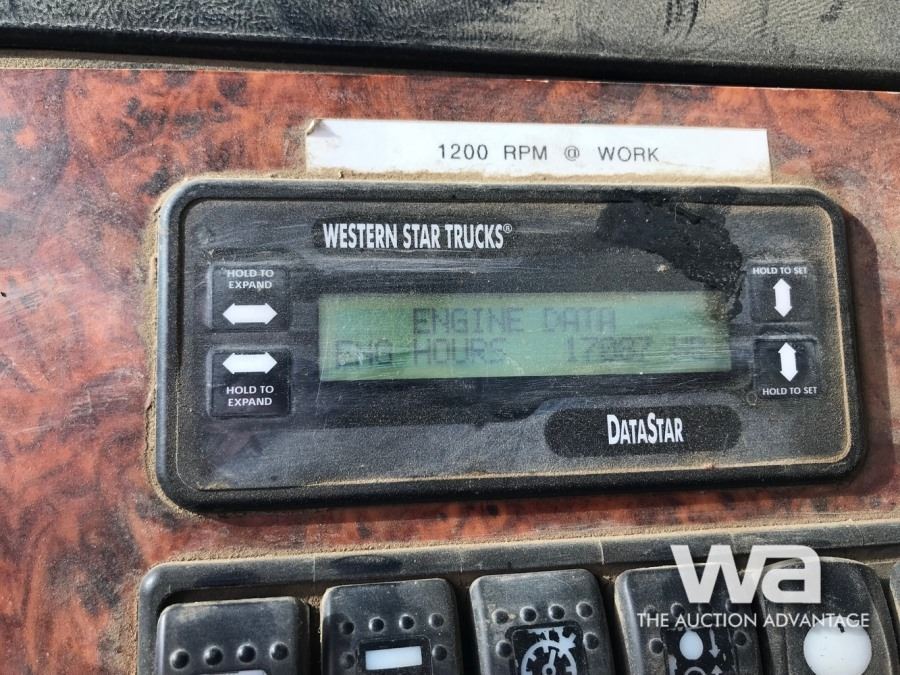 1200 RPM @ WORK
WESTERN STAR TRUCKS®
HOLD TO
EXPAND
HOLD TO SET
ENGINE DATA
ENG HOURS
HOLD TO
EXPAND
HOLD TO SET
DATASTAR
wa
THE AUCTION ADVANTAGE